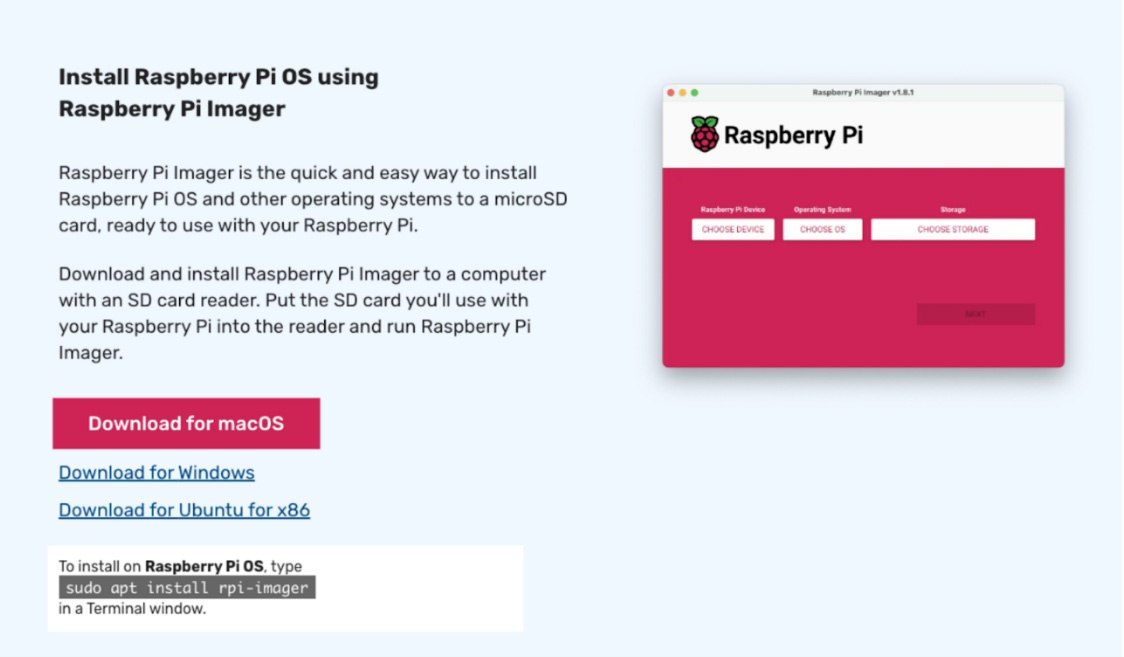 Install Raspberry Pi OS using
Raspberry Pi Imager
Raspberry Pi Imager is the quick and easy way to install
Raspberry Pi OS and other operating systems to a microSD
card, ready to use with your Raspberry Pi.
Download and install Raspberry Pi Imager to a computer
with an SD card reader. Put the SD card you'll use with
your Raspberry Pi into the reader and run Raspberry Pi
Imager.
Download for macOS
Download for Windows
Download for Ubuntu for x86
To install on Raspberry Pi OS, type
sudo apt install rpi-imager
in a Terminal window.
Raspberry Pi Imager v1.8.1
Raspberry Pi
Raspberry Pi Device
Operating System
Storage
CHOOSE DEVICE
CHOOSE OS
CHOOSE STORAGE
NEXT